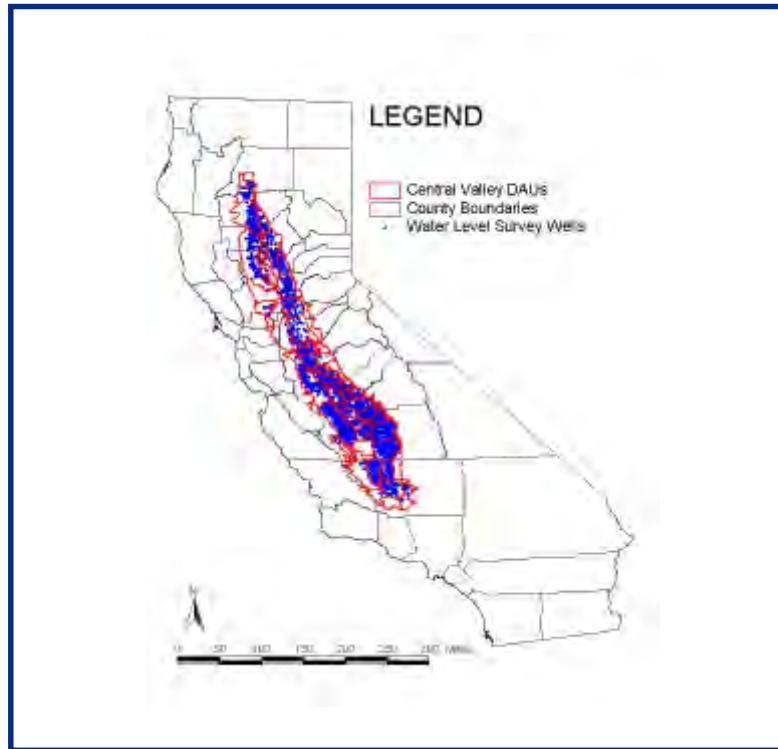 LEGEND
Central Valley DAUs
County Boundaries
Water Level Survey Wells
N
0 50 100 150 200 250 300 Miles